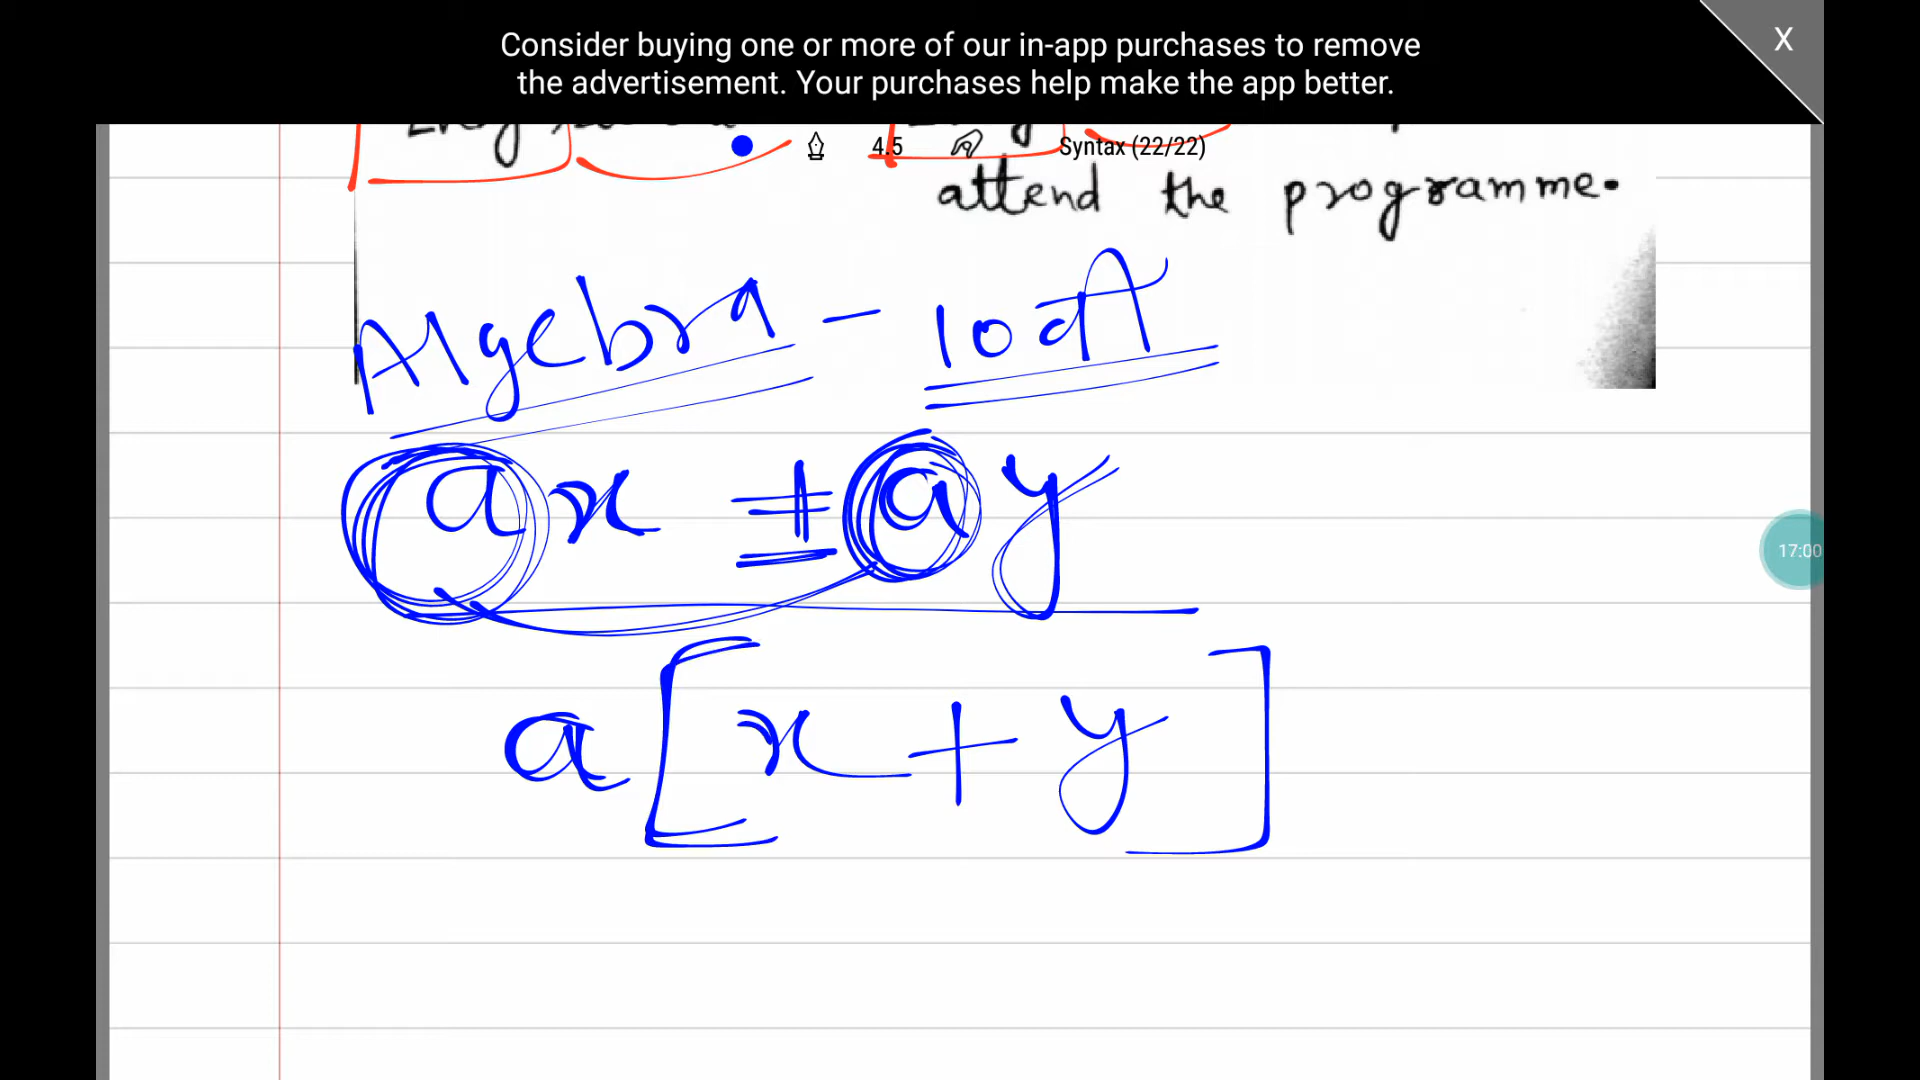 Consider buying one or more of our in-app purchases to remove
the advertisement. Your purchases help make the app better.
X
4.5 Syntax (22/22)
attend the programme.
Algebra - 10th
ax + ay
17:00
a[x + y]